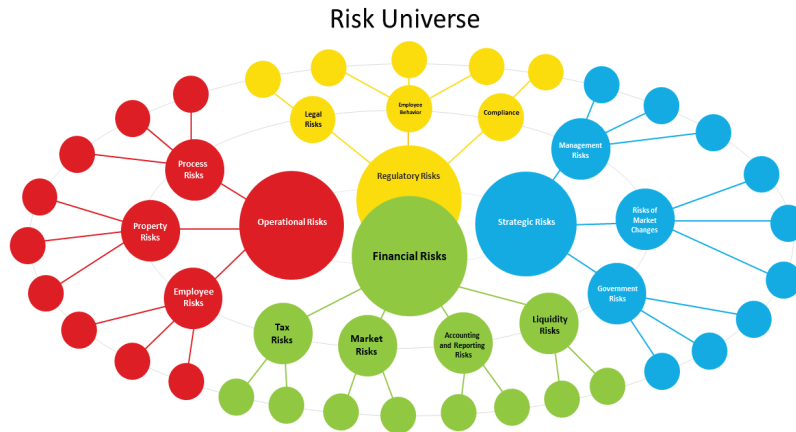 Risk Universe
Legal
Risks
Employee
Behavior
Compliance
Process
Risks
Regulatory Risks
Management
Risks
Property
Risks
Operational Risks
Strategic Risks
Risks of
Market
Changes
Financial Risks
Employee
Risks
Government
Risks
Tax
Risks
Market
Risks
Accounting
and Reporting
Risks
Liquidity
Risks